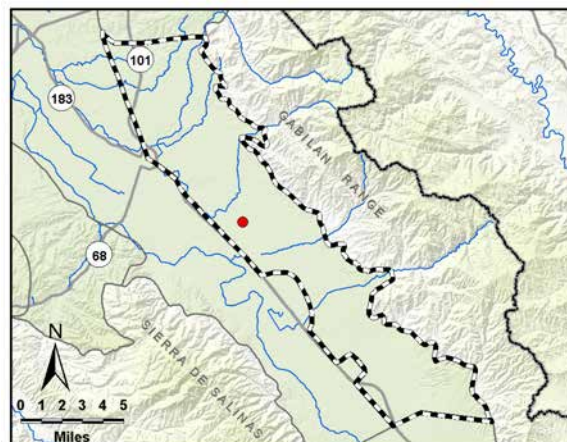 101
183
GABILAN RANGE
68
SIERRA DE SALINAS
N
0 1 2 3 4 5
Miles